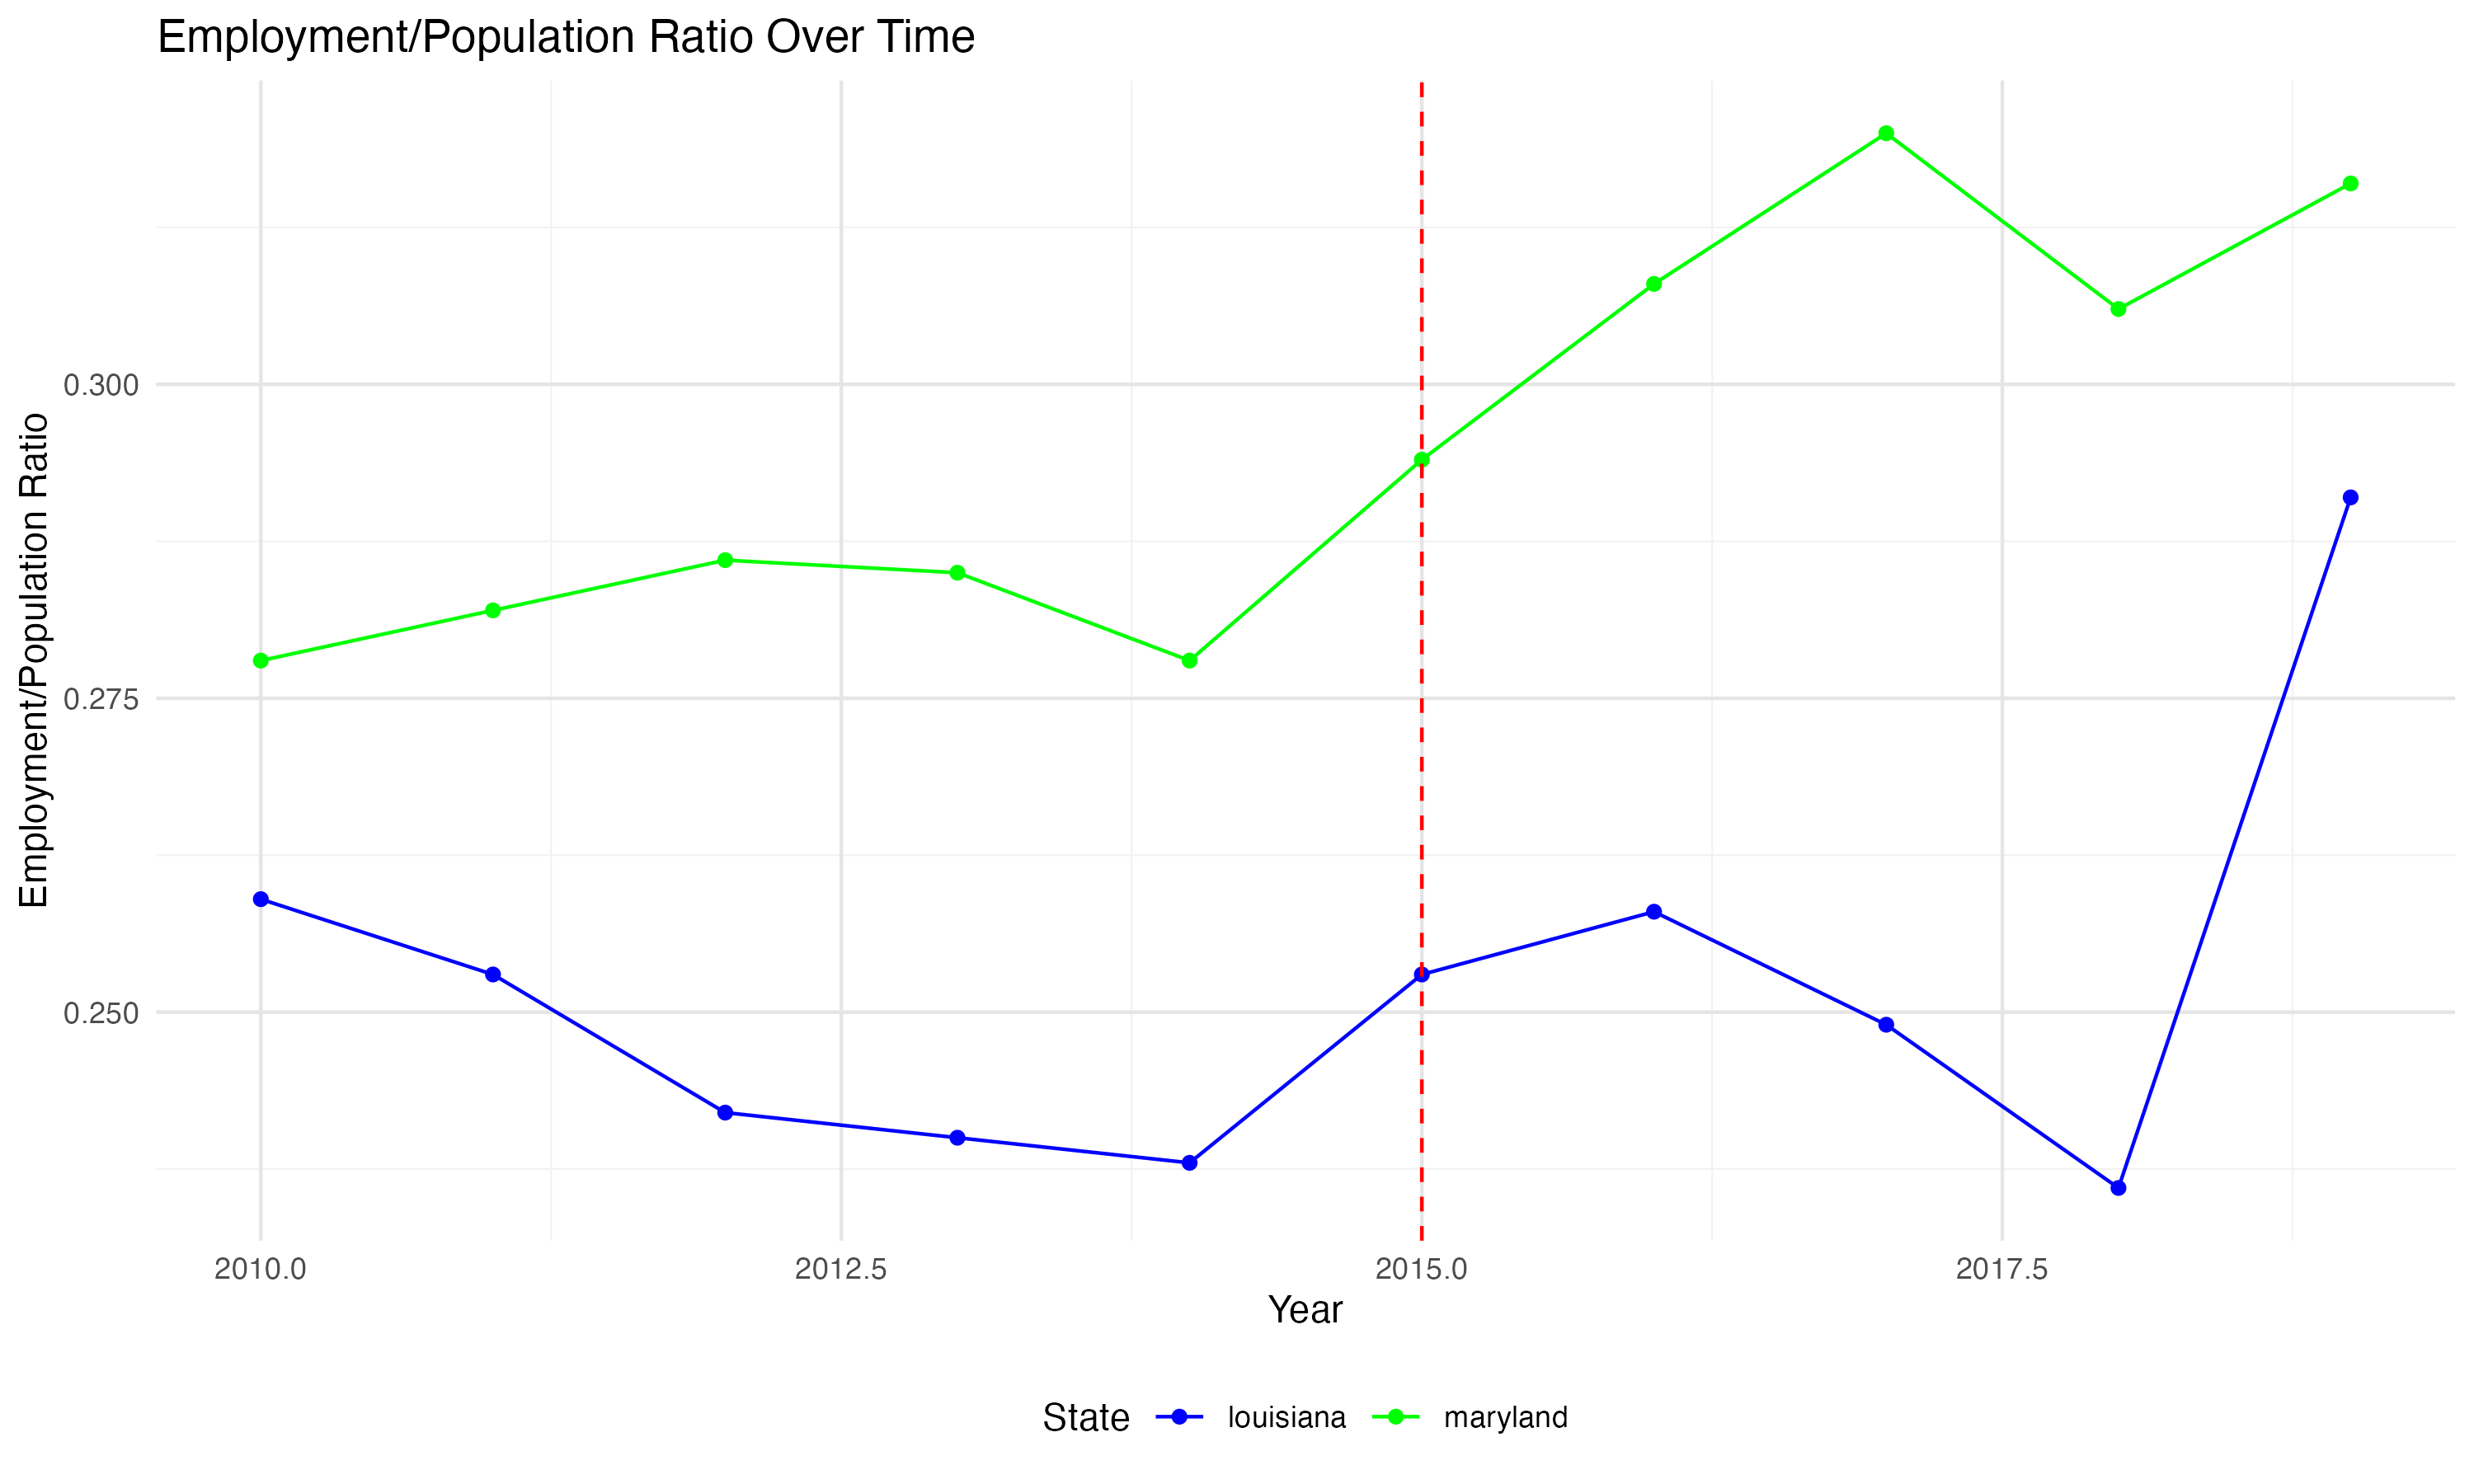 Employment/Population Ratio Over Time
Employment/Population Ratio
0.300
0.275
0.250
2010.0 2012.5 2015.0 2017.5
Year
State louisiana maryland